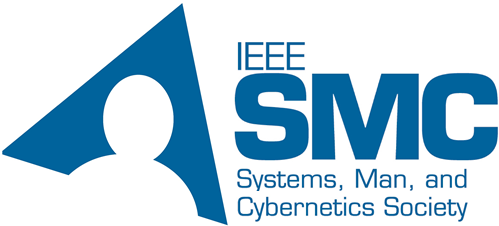 IEEE
SMC
Systems, Man, and
Cybernetics Society